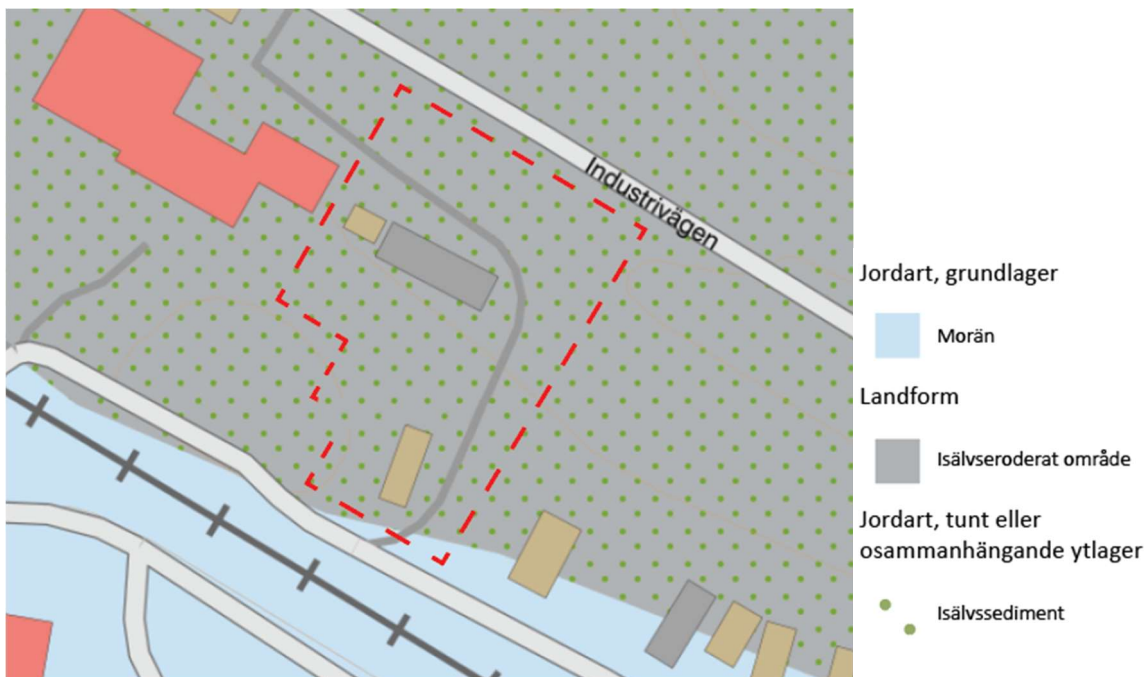 Industrivägen
Jordart, grundlager
Morän
Landform
Isälvseroderat område
Jordart, tunt eller
osammanhängande ytlager
Isälvssediment